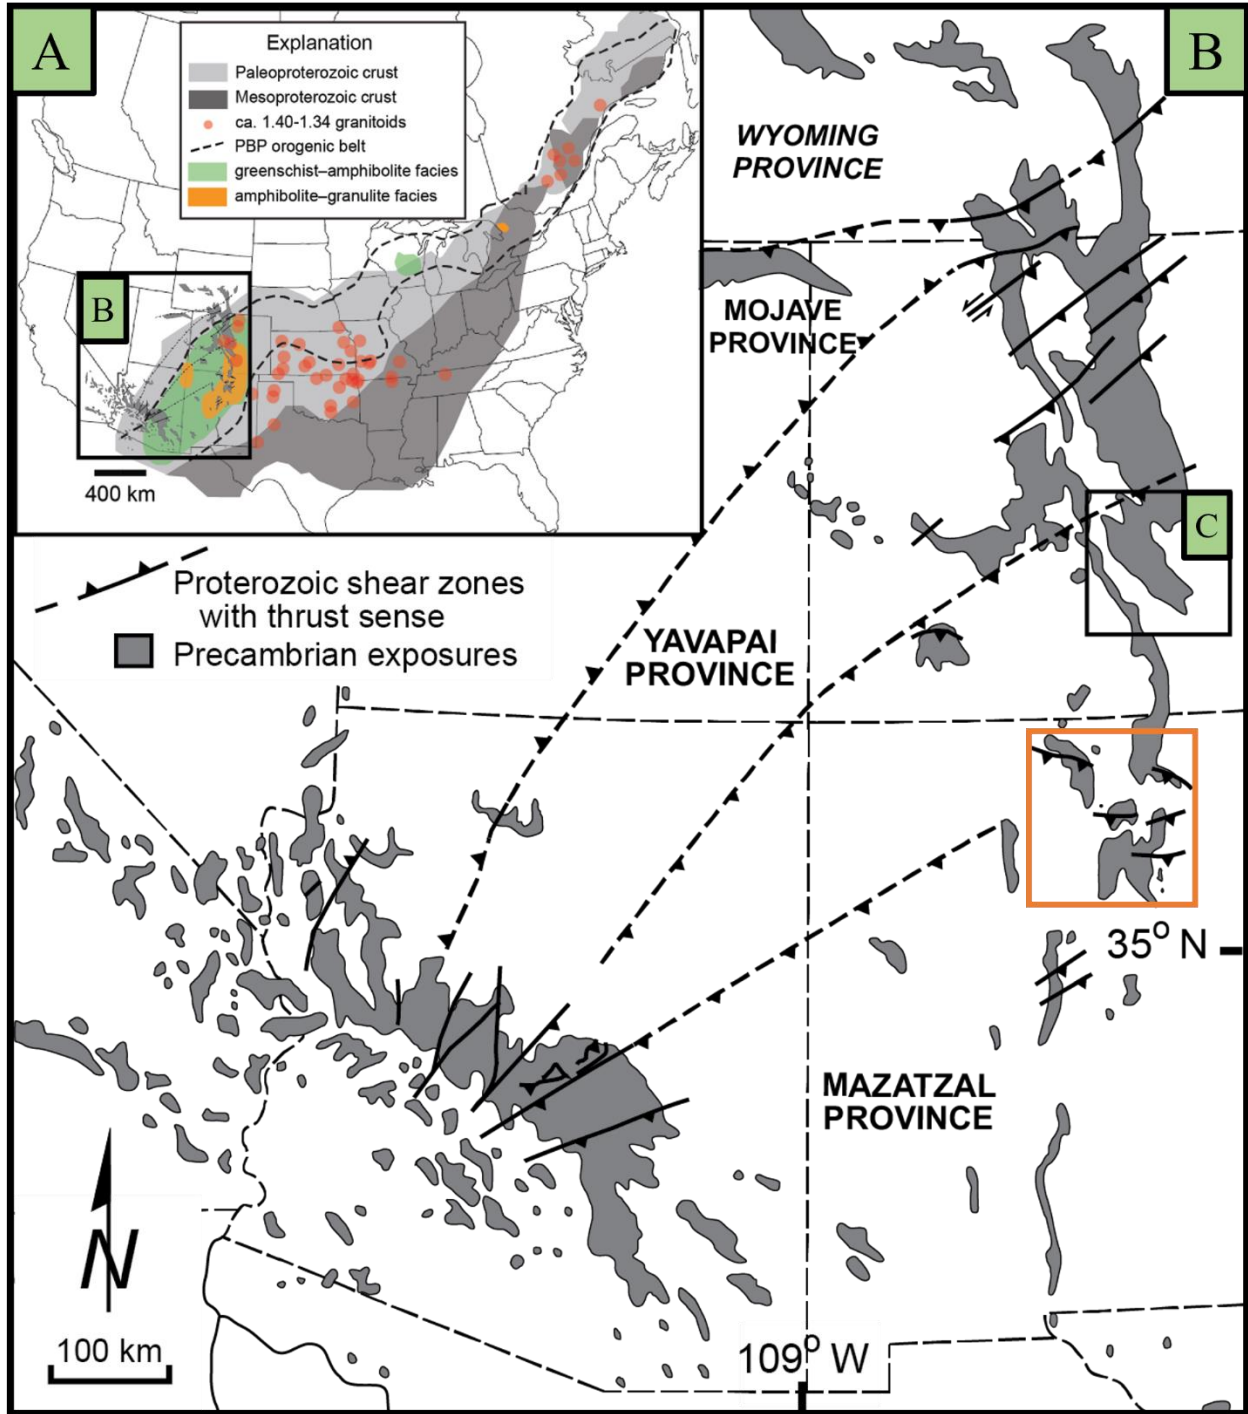 A
Explanation
Paleoproterozoic crust
Mesoproterozoic crust
ca. 1.40-1.34 granitoids
PBP orogenic belt
greenschist–amphibolite facies
amphibolite–granulite facies
B
400 km
B
WYOMING
PROVINCE
MOJAVE
PROVINCE
C
Proterozoic shear zones
with thrust sense
Precambrian exposures
YAVAPAI
PROVINCE
35° N
MAZATZAL
PROVINCE
N
100 km
109° W